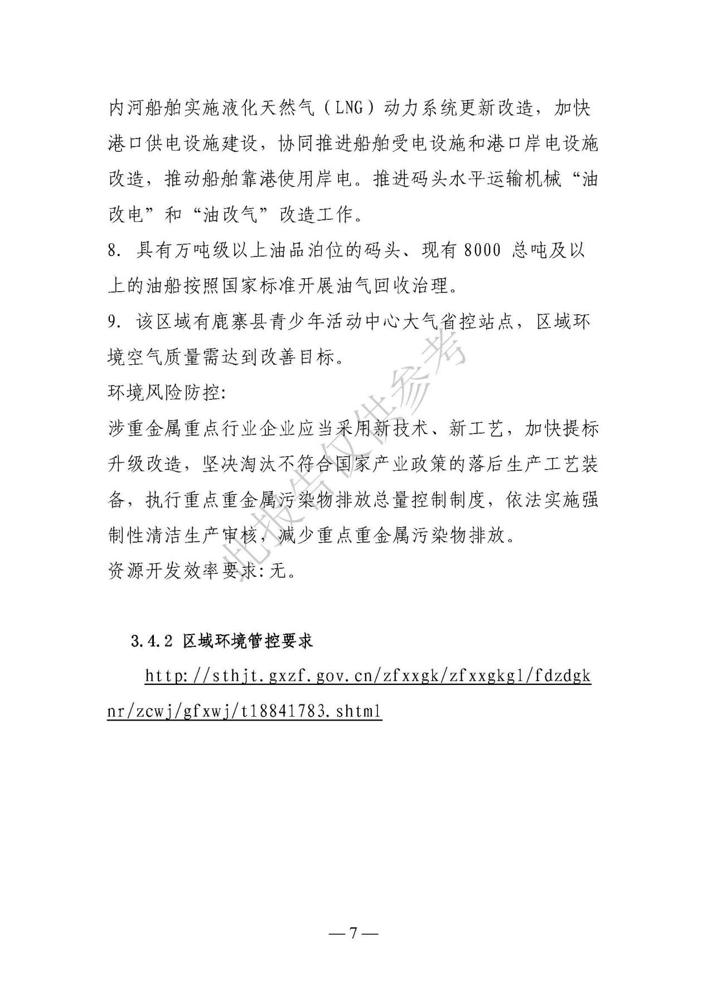 内河船舶实施液化天然气（LNG）动力系统更新改造，加快
港口供电设施建设，协同推进船舶受电设施和港口岸电设施
改造，推动船舶靠港使用岸电。推进码头水平运输机械“油
改电”和“油改气”改造工作。
8. 具有万吨级以上油品泊位的码头、现有 8000 总吨及以
上的油船按照国家标准开展油气回收治理。
9. 该区域有鹿寨县青少年活动中心大气省控站点，区域环
境空气质量需达到改善目标。
环境风险防控:
涉重金属重点行业企业应当采用新技术、新工艺，加快提标
升级改造，坚决淘汰不符合国家产业政策的落后生产工艺装
备，执行重点重金属污染物排放总量控制制度，依法实施强
制性清洁生产审核，减少重点重金属污染物排放。
资源开发效率要求:无。
此报告仅供参考
3.4.2 区域环境管控要求
http://sthjt.gxzf.gov.cn/zfxxgk/zfxxgkgl/fdzdgk
nr/zcwj/gfxwj/t18841783.shtml
—7—